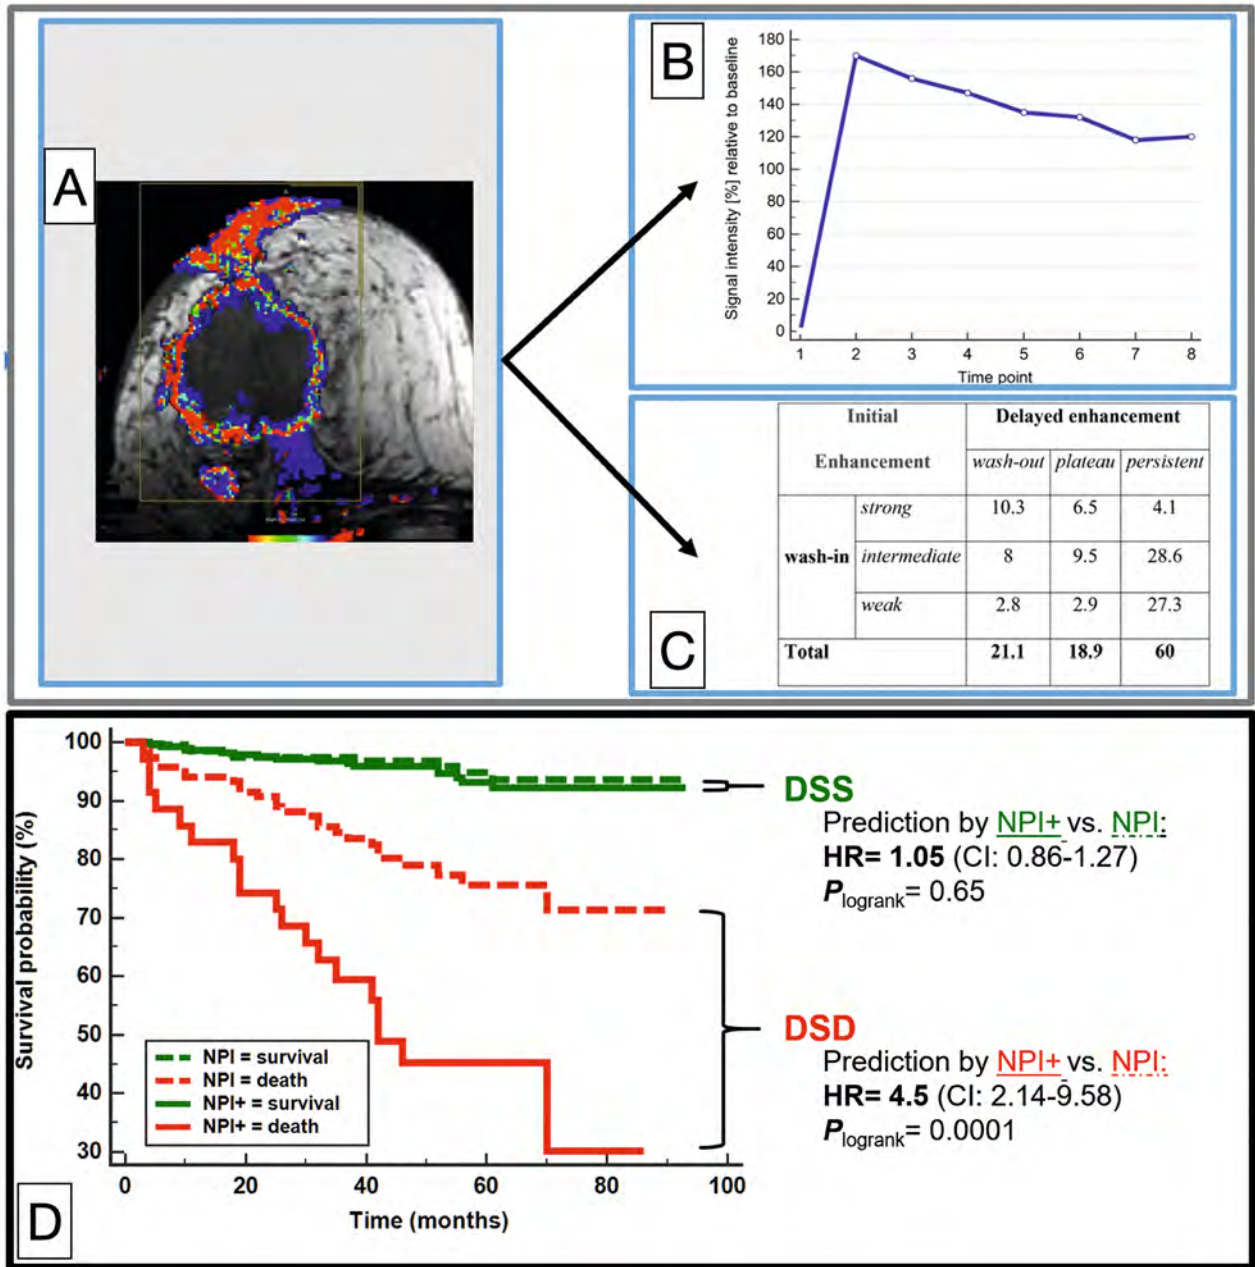 A
B
180
160
140
120
100
80
60
40
20
0
Signal intensity [%] relative to baseline
1 2 3 4 5 6 7 8
Time point
C
Initial Enhancement Delayed enhancement
wash-out plateau persistent
wash-in strong 10.3 6.5 4.1
intermediate 8 9.5 28.6
weak 2.8 2.9 27.3
Total 21.1 18.9 60
D
100
90
80
70
60
50
40
30
Survival probability (%)
0 20 40 60 80 100
Time (months)
NPI = survival
NPI = death
NPI+ = survival
NPI+ = death
DSS
Prediction by NPI+ vs. NPI:
HR= 1.05 (CI: 0.86-1.27)
Plogrank= 0.65
DSD
Prediction by NPI+ vs. NPI:
HR= 4.5 (CI: 2.14-9.58)
Plogrank= 0.0001